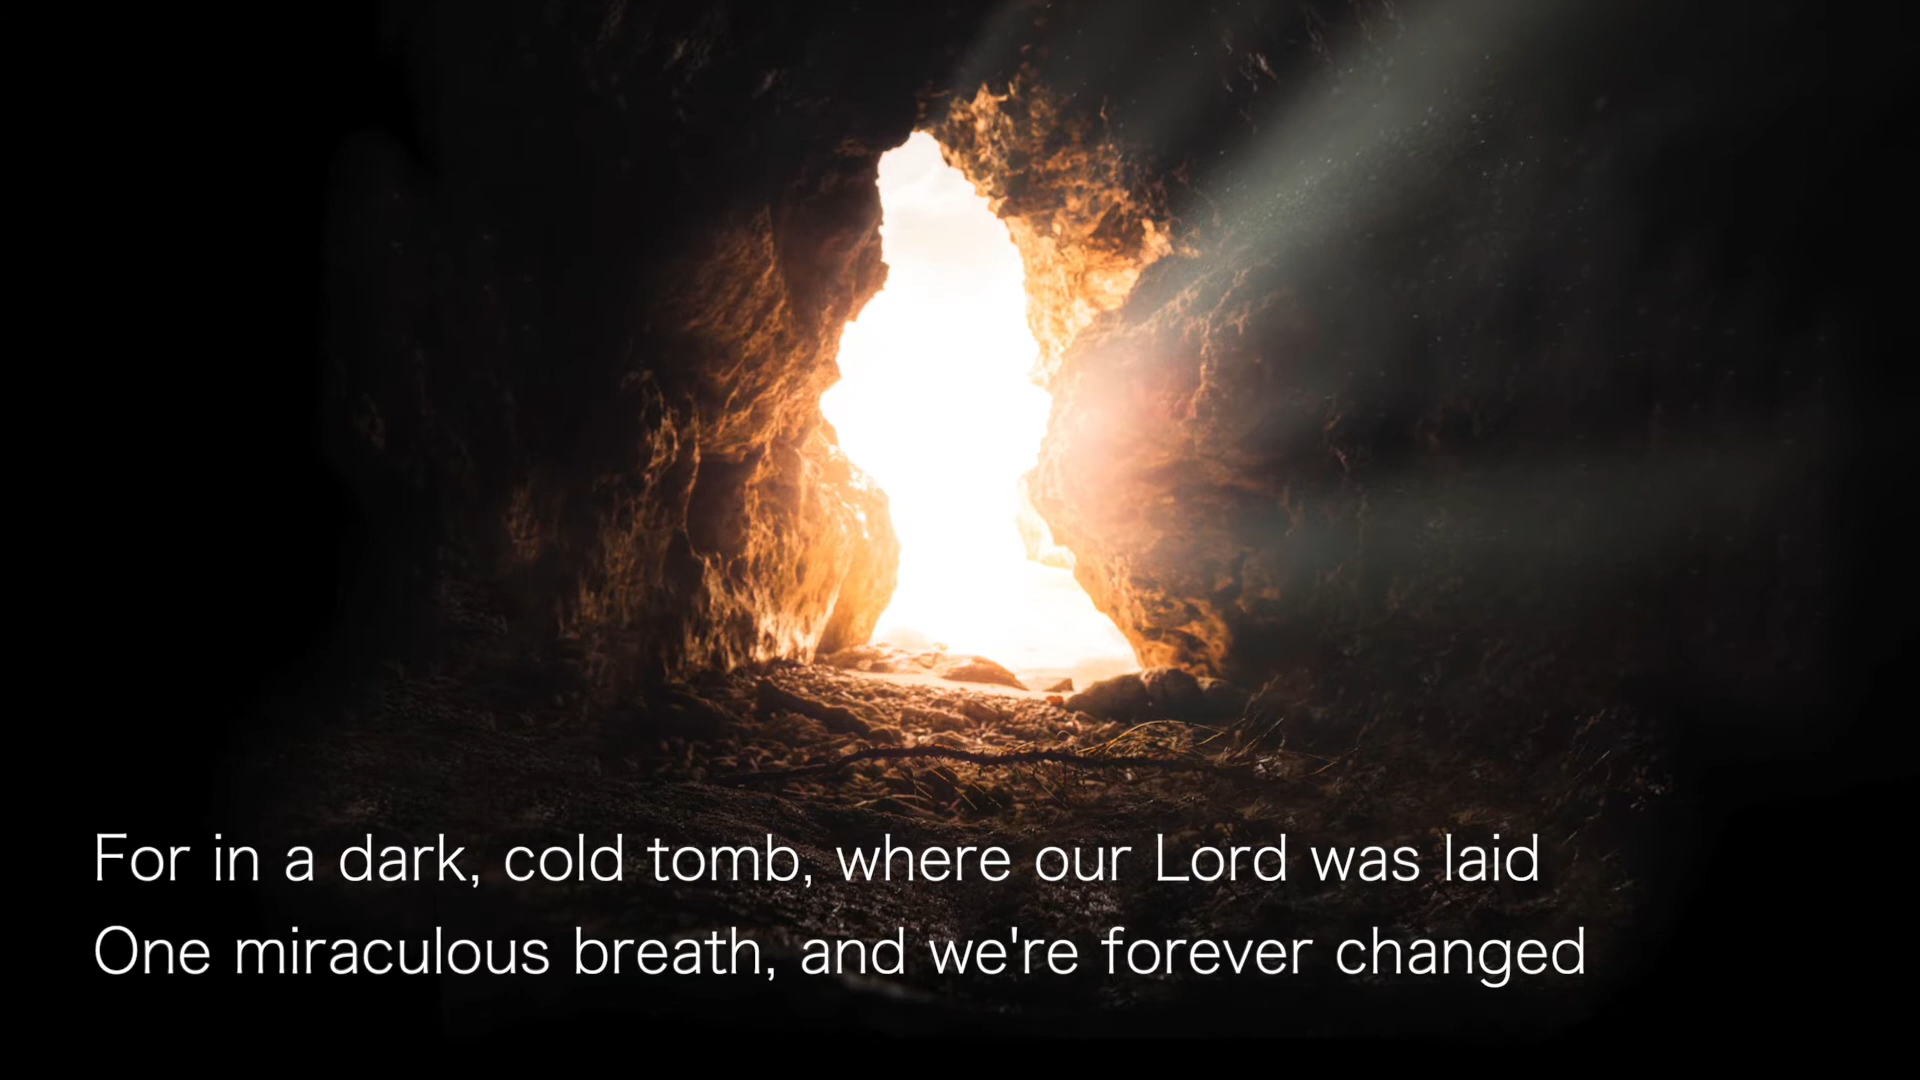 For in a dark, cold tomb, where our Lord was laid
One miraculous breath, and we're forever changed